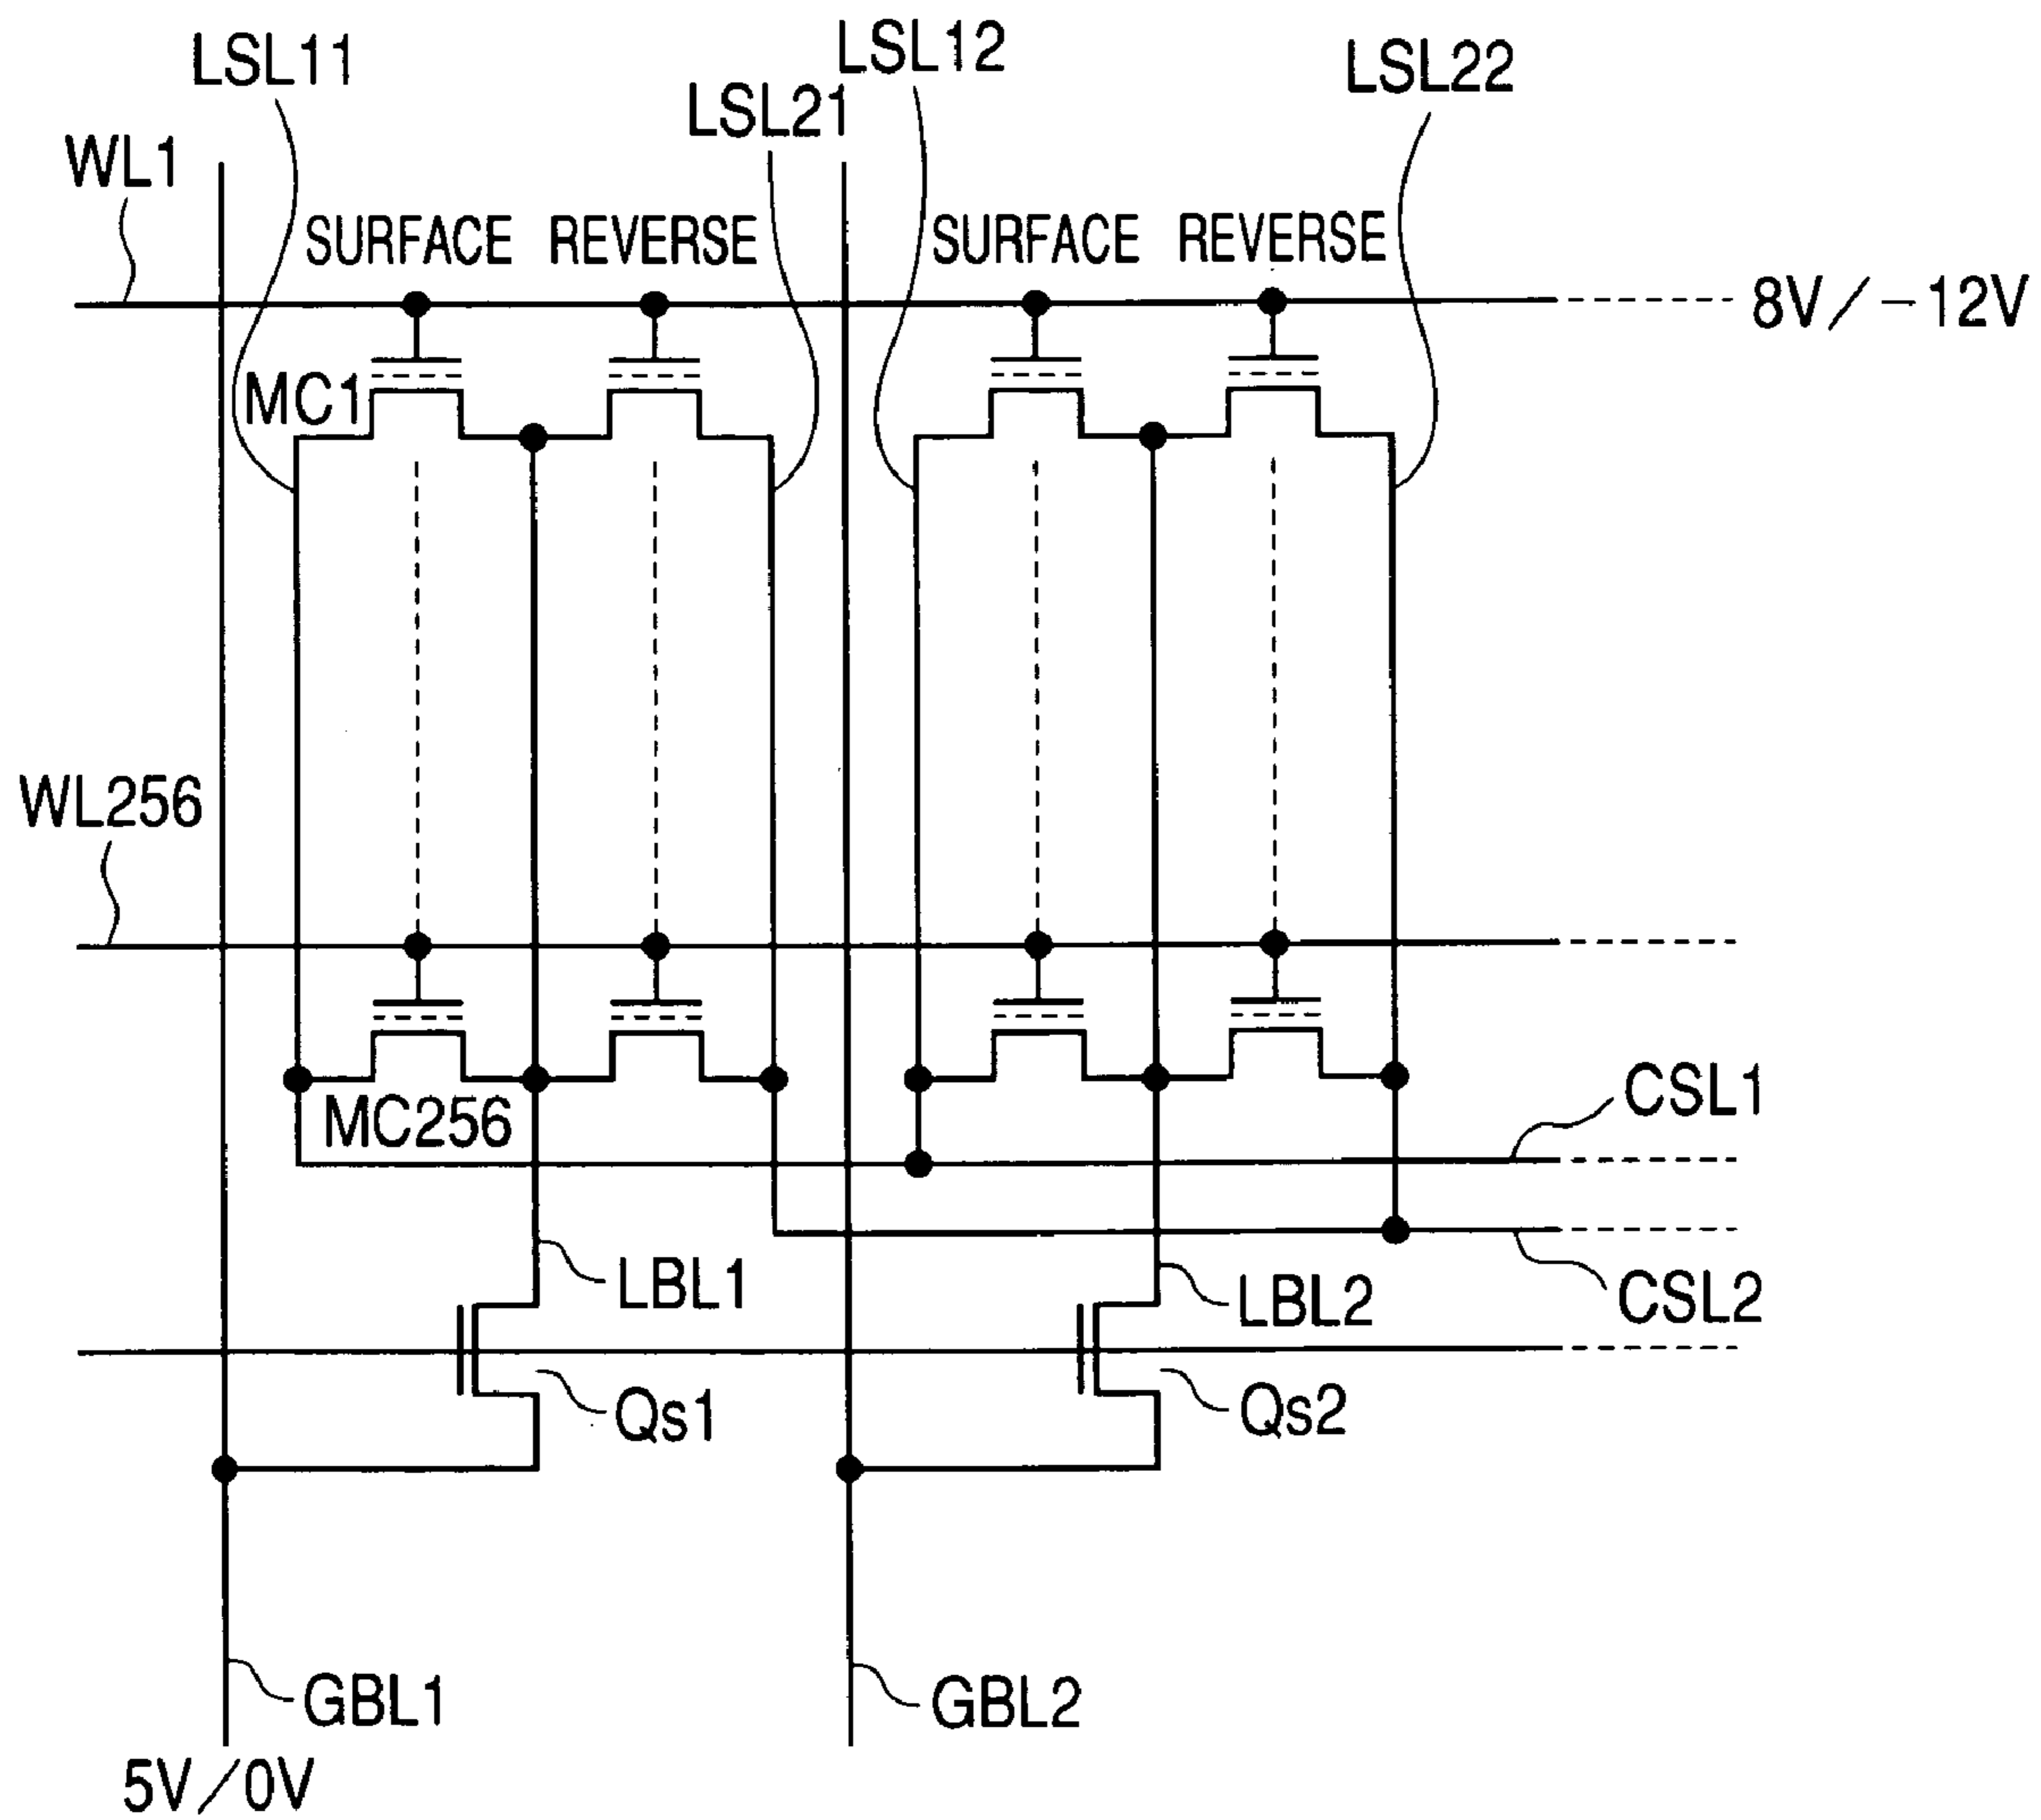 LSL11
LSL12
LSL22
LSL21
WL1
SURFACE REVERSE SURFACE REVERSE
8V/-12V
MC1
WL256
CSL1
MC256
LBL1
LBL2
CSL2
Qs1
Qs2
GBL1
GBL2
5V/0V